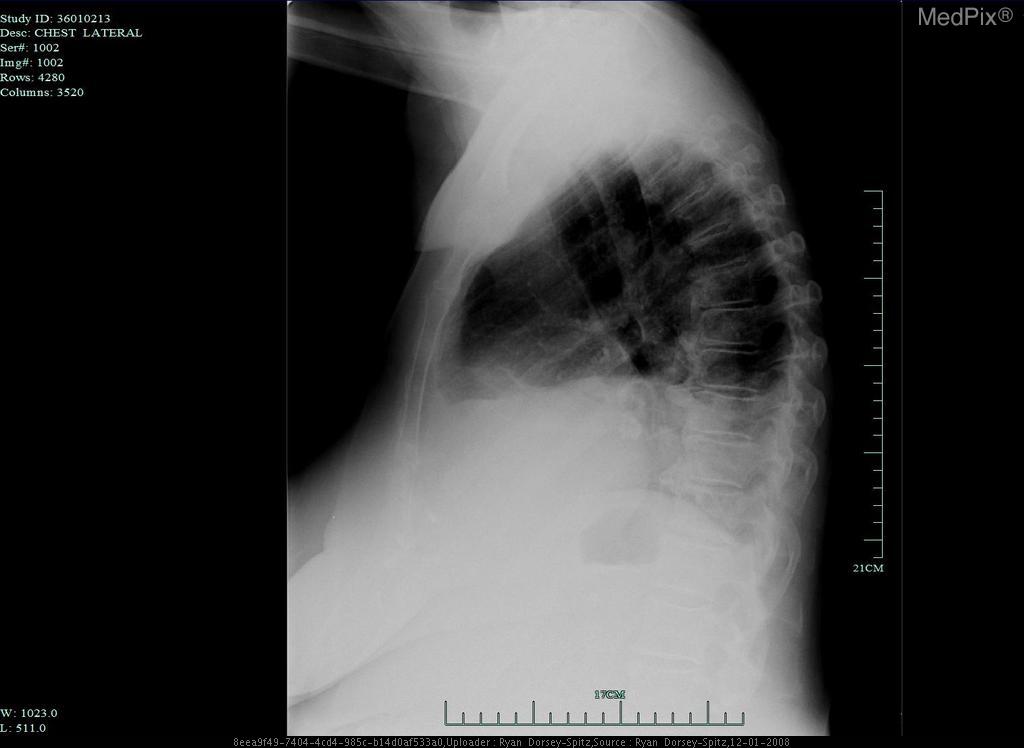 Study ID: 36010213
Desc: CHEST  LATERAL
Ser#: 1002
Img#: 1002
Rows: 4280
Columns: 3520
MedPix®
21CM
17CM
W: 1023.0
L: 511.0
8eea9f49-7404-4cd4-985c-b14d0af533a0,Uploader : Ryan Dorsey-Spitz,Source : Ryan Dorsey-Spitz,12-01-2008